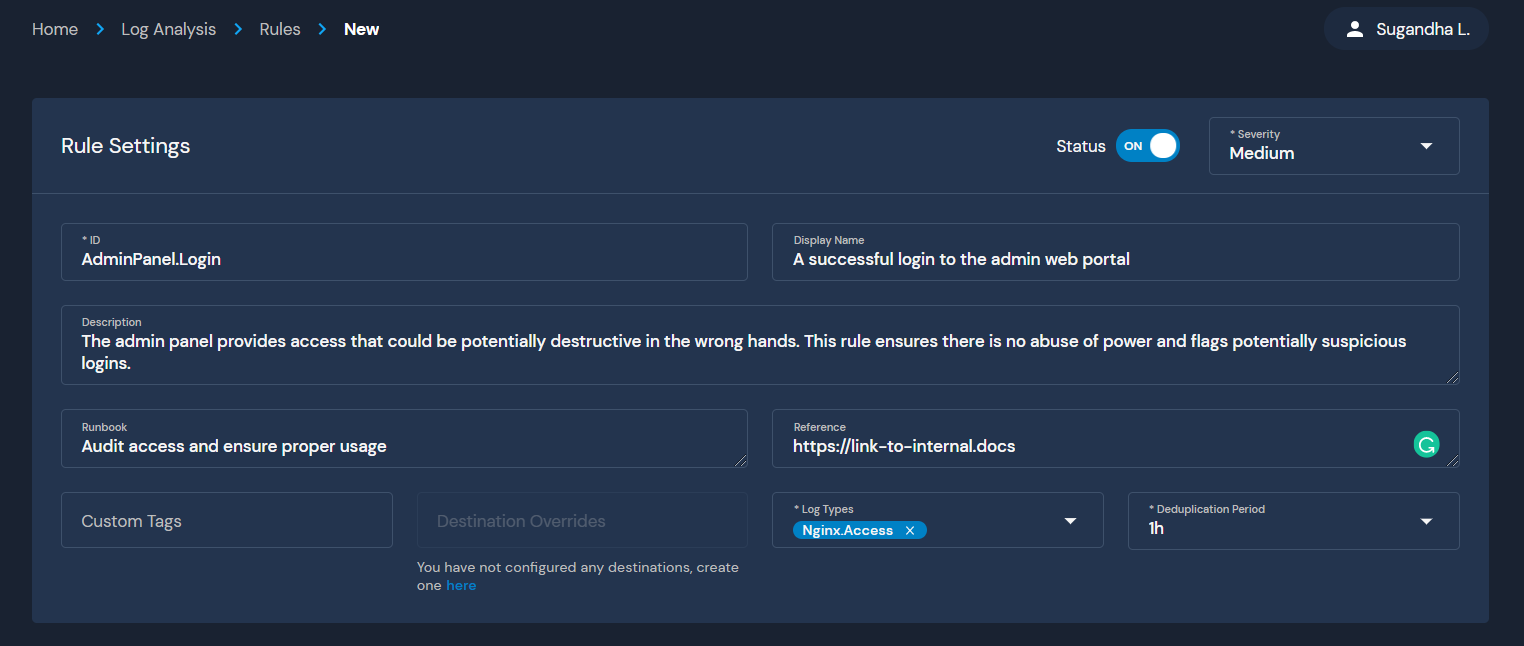 Home > Log Analysis > Rules > New
Sugandha L.
Rule Settings
Status ON
* Severity
Medium
* ID
AdminPanel.Login
Display Name
A successful login to the admin web portal
Description
The admin panel provides access that could be potentially destructive in the wrong hands. This rule ensures there is no abuse of power and flags potentially suspicious
logins.
Runbook
Audit access and ensure proper usage
Reference
https://link-to-internal.docs
Custom Tags
Destination Overrides
You have not configured any destinations, create
one here
* Log Types
Nginx.Access ×
* Deduplication Period
1h